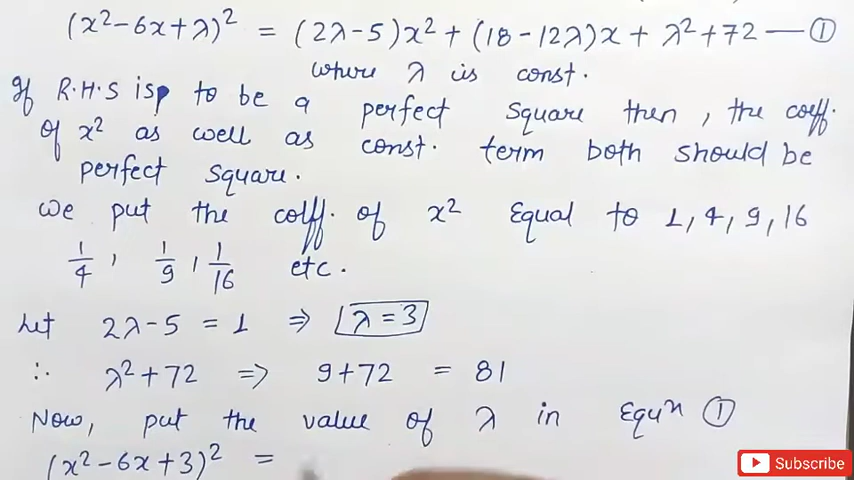 (x²-6x+λ)² = (2λ-5)x² + (18-12λ)x + λ²+72 — ①
where λ is const.
If R.H.S is to be a perfect square then, the coeff.
of x² as well as const. term both should be
perfect square.
We put the coeff. of x² Equal to 1, 4, 9, 16
1/4, 1/9, 1/16 etc.
Let 2λ-5 = 1 ⇒ λ=3
∴ λ²+72 ⇒ 9+72 = 81
Now, put the value of λ in Equⁿ ①
(x²-6x+3)² =
Subscribe